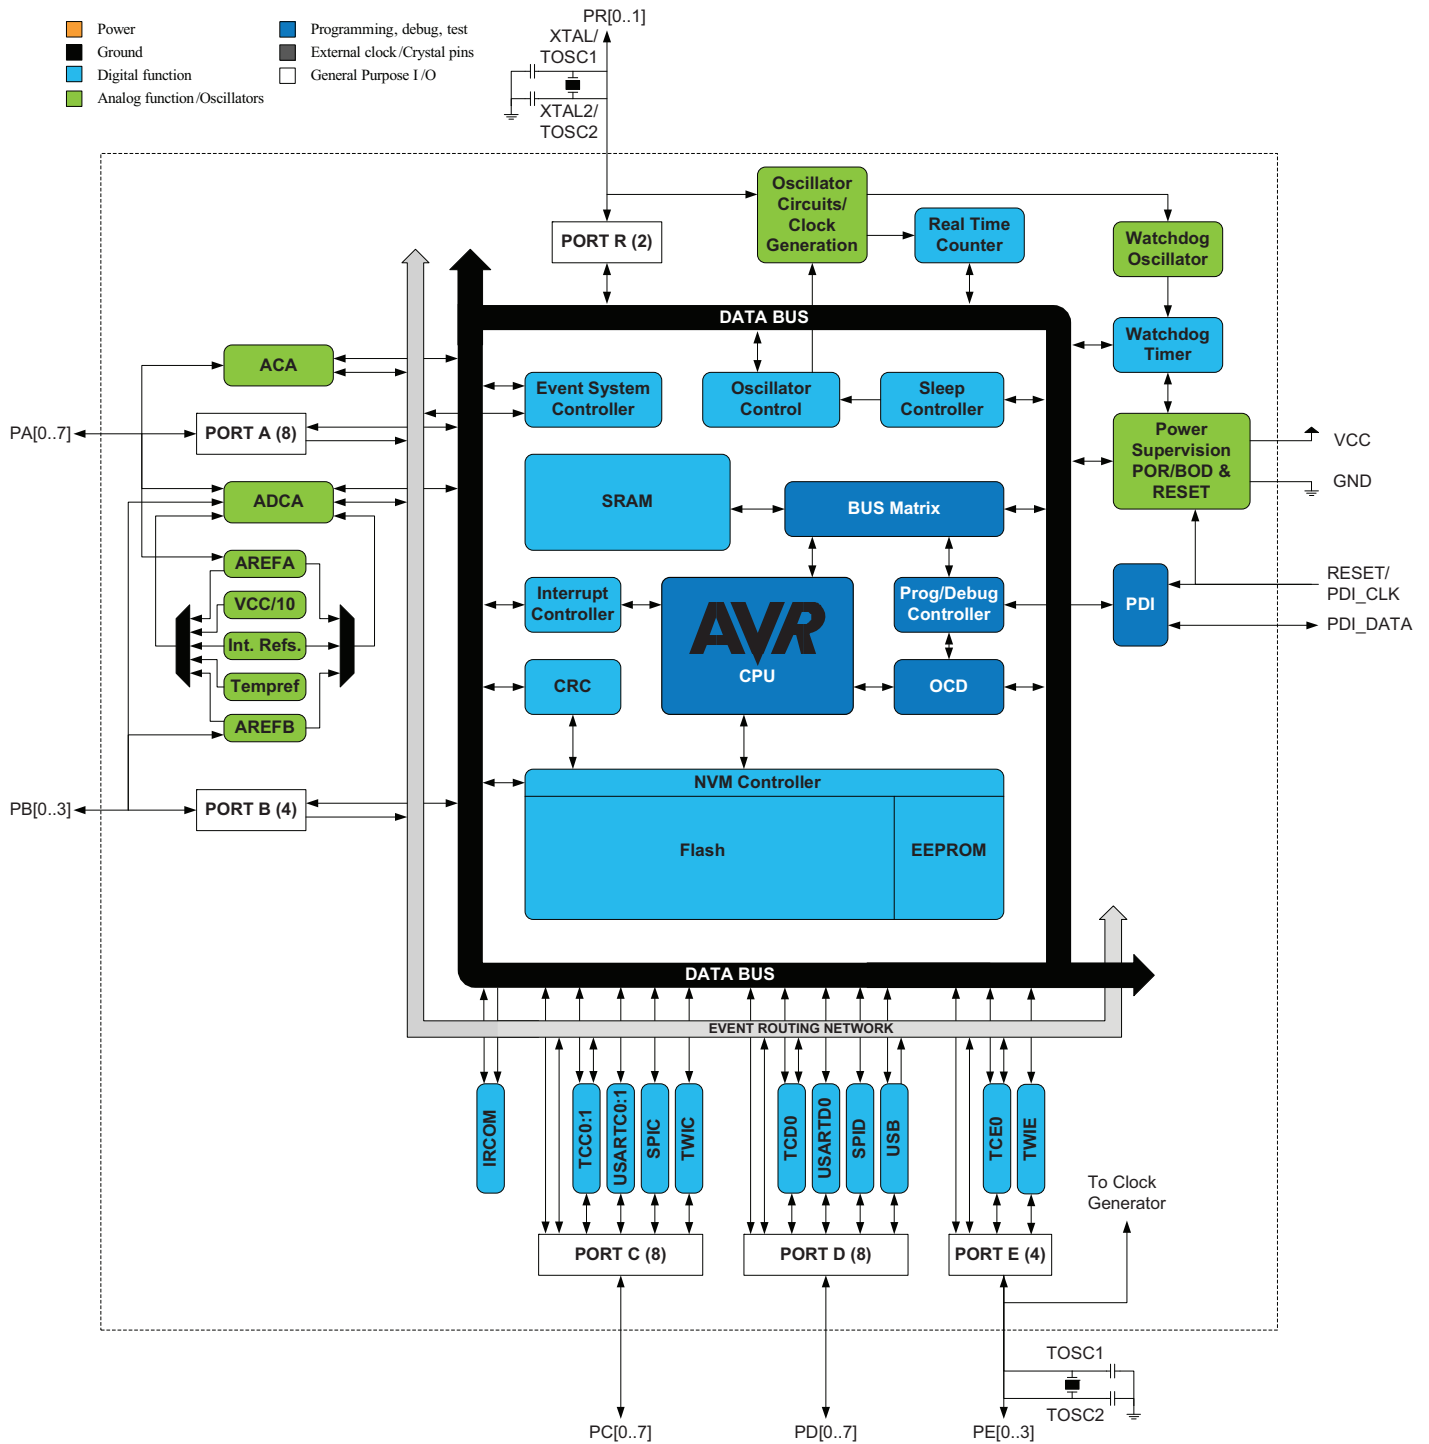 PR[0..1]
Power
Ground
Digital function
Analog function/Oscillators
Programming, debug, test
External clock/Crystal pins
General Purpose I/O
XTAL/
TOSC1
XTAL2/
TOSC2
Oscillator
Circuits/
Clock
Generation
PORT R (2)
Real Time
Counter
Watchdog
Oscillator
DATA BUS
Watchdog
Timer
ACA
Event System
Controller
Oscillator
Control
Sleep
Controller
PA[0..7]
PORT A (8)
Power
Supervision
POR/BOD &
RESET
VCC
GND
ADCA
SRAM
BUS Matrix
AREFA
VCC/10
Int. Refs.
Tempref
AREFB
Interrupt
Controller
AVR
CPU
Prog/Debug
Controller
PDI
RESET/
PDI_CLK
PDI_DATA
CRC
OCD
PB[0..3]
PORT B (4)
NVM Controller
Flash
EEPROM
DATA BUS
EVENT ROUTING NETWORK
IRCOM
TCC0:1
USARTC0:1
SPIC
TWIC
TCD0
USARTD0
SPID
USB
TCE0
TWIE
To Clock
Generator
PORT C (8)
PORT D (8)
PORT E (4)
TOSC1
TOSC2
PC[0..7]
PD[0..7]
PE[0..3]